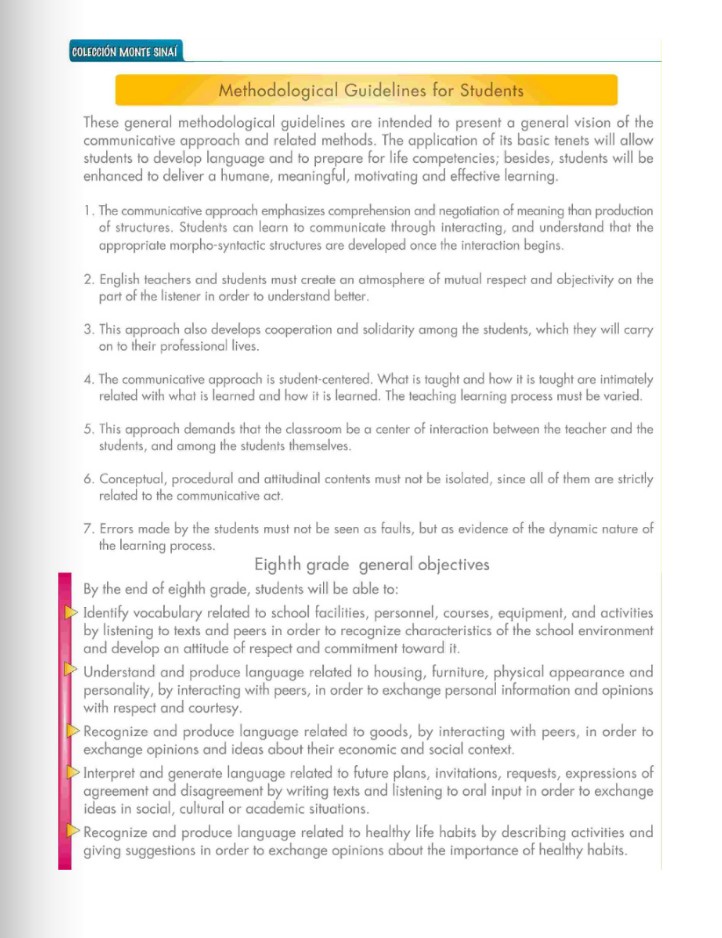 COLECCIÓN MONTE SINAÍ
Methodological Guidelines for Students
These general methodological guidelines are intended to present a general vision of the
communicative approach and related methods. The application of its basic tenets will allow
students to develop language and to prepare for life competencies; besides, students will be
enhanced to deliver a humane, meaningful, motivating and effective learning.
1. The communicative approach emphasizes comprehension and negotiation of meaning than production
of structures. Students can learn to communicate through interacting, and understand that the
appropriate morpho-syntactic structures are developed once the interaction begins.
2. English teachers and students must create an atmosphere of mutual respect and objectivity on the
part of the listener in order to understand better.
3. This approach also develops cooperation and solidarity among the students, which they will carry
on to their professional lives.
4. The communicative approach is student-centered. What is taught and how it is taught are intimately
related with what is learned and how it is learned. The teaching learning process must be varied.
5. This approach demands that the classroom be a center of interaction between the teacher and the
students, and among the students themselves.
6. Conceptual, procedural and attitudinal contents must not be isolated, since all of them are strictly
related to the communicative act.
7. Errors made by the students must not be seen as faults, but as evidence of the dynamic nature of
the learning process.
Eighth grade general objectives
By the end of eighth grade, students will be able to:
Identify vocabulary related to school facilities, personnel, courses, equipment, and activities
by listening to texts and peers in order to recognize characteristics of the school environment
and develop an attitude of respect and commitment toward it.
Understand and produce language related to housing, furniture, physical appearance and
personality, by interacting with peers, in order to exchange personal information and opinions
with respect and courtesy.
Recognize and produce language related to goods, by interacting with peers, in order to
exchange opinions and ideas about their economic and social context.
Interpret and generate language related to future plans, invitations, requests, expressions of
agreement and disagreement by writing texts and listening to oral input in order to exchange
ideas in social, cultural or academic situations.
Recognize and produce language related to healthy life habits by describing activities and
giving suggestions in order to exchange opinions about the importance of healthy habits.